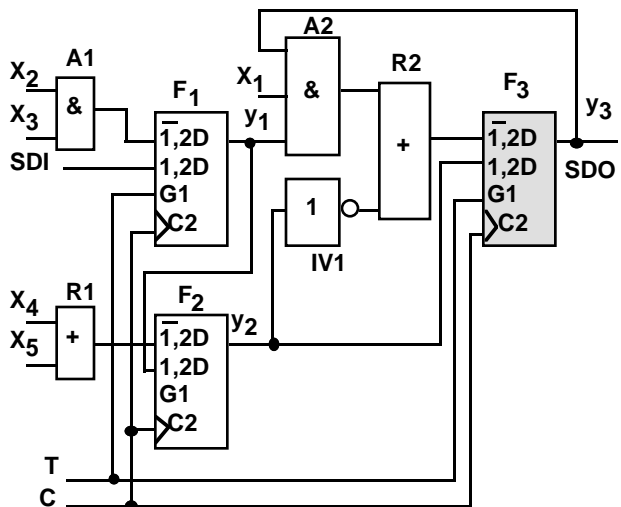 A1
X2
X3
&
SDI
F1
1,2D
1,2D
G1
C2
y1
A2
X1
&
R2
+
1
IV1
F3
1,2D
1,2D
G1
C2
y3
SDO
X4
X5
R1
+
F2
1,2D
1,2D
G1
C2
y2
T
C